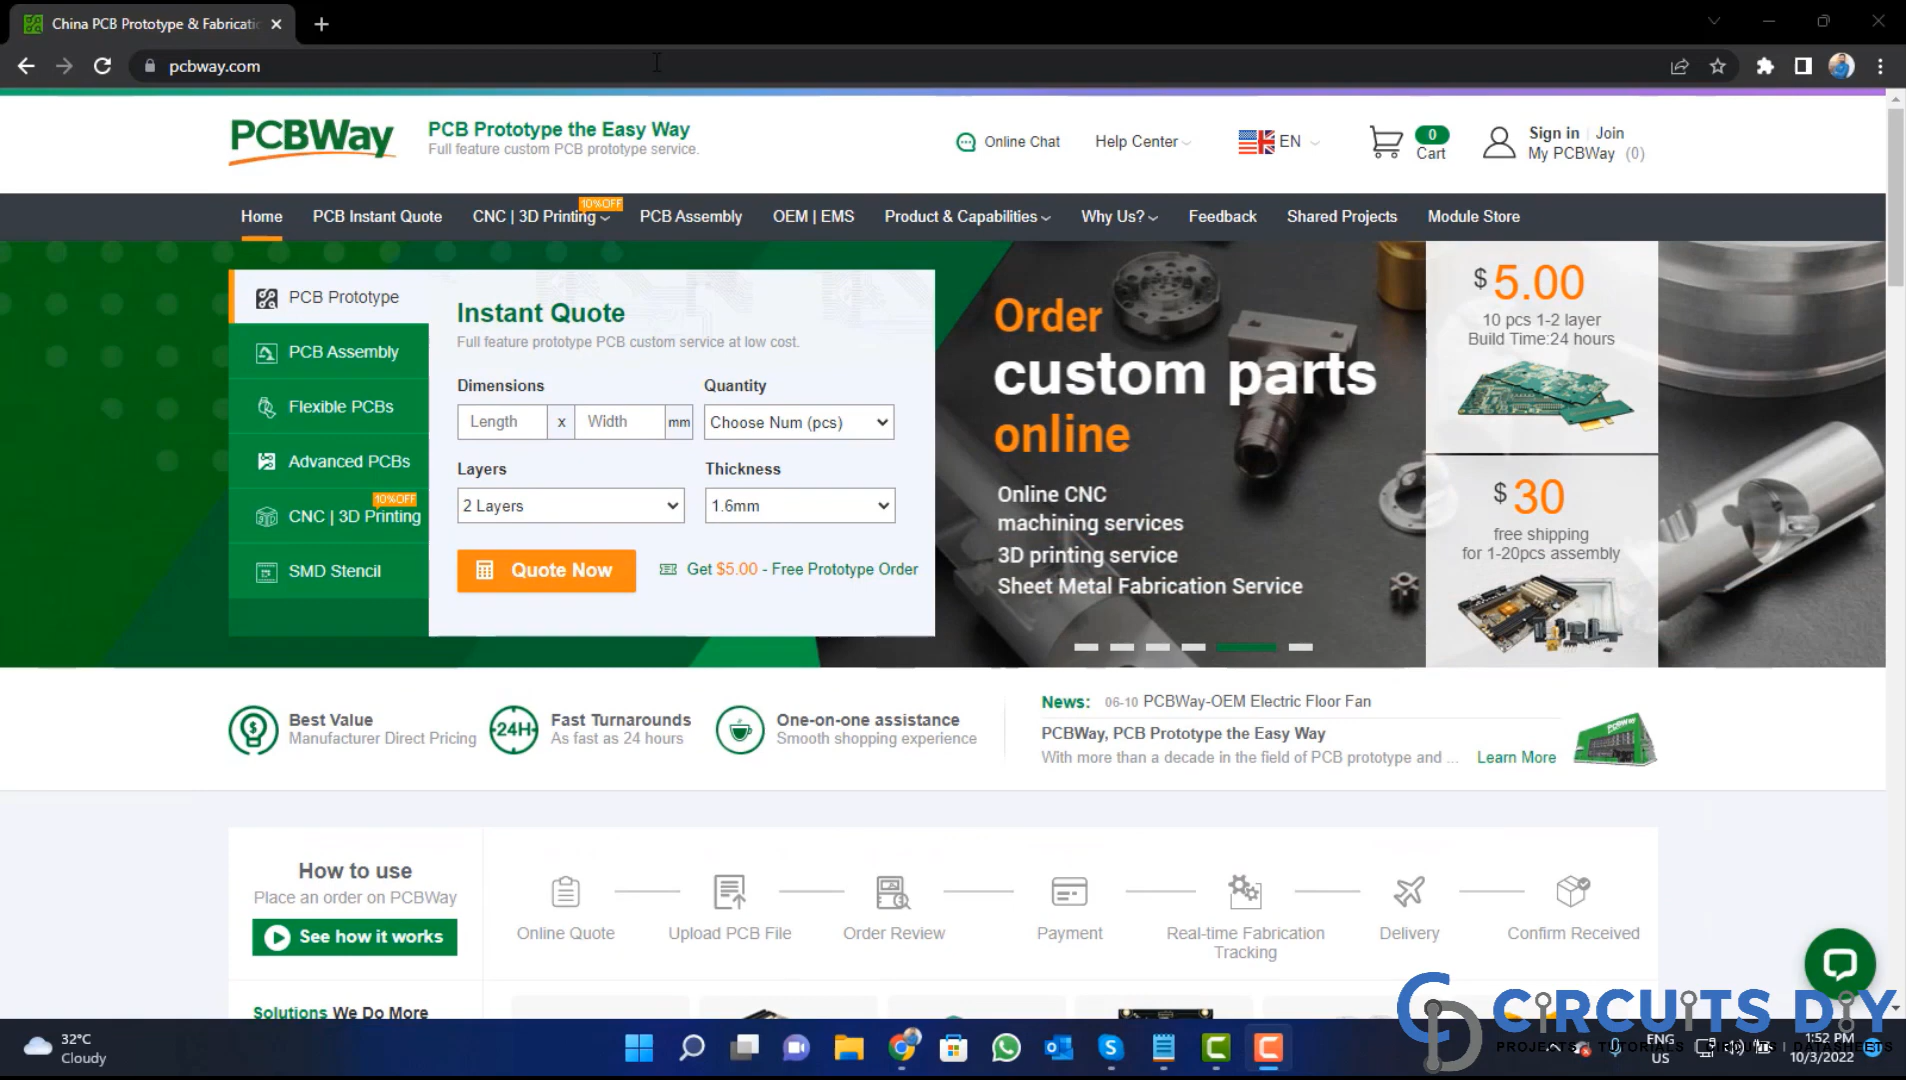 China PCB Prototype & Fabricati
pcbway.com
PCBWay
PCB Prototype the Easy Way
Full feature custom PCB prototype service.
Online Chat
Help Center
EN
0
Cart
Sign in
Join
My PCBWay (0)
Home
PCB Instant Quote
CNC | 3D Printing
10%OFF
PCB Assembly
OEM | EMS
Product & Capabilities
Why Us?
Feedback
Shared Projects
Module Store
PCB Prototype
PCB Assembly
Flexible PCBs
Advanced PCBs
10%OFF
CNC | 3D Printing
SMD Stencil
Instant Quote
Full feature prototype PCB custom service at low cost.
Dimensions
Quantity
Length x Width mm
Choose Num (pcs)
Layers
Thickness
2 Layers
1.6mm
Quote Now
Get $5.00 - Free Prototype Order
Order
custom parts
online
Online CNC
machining services
3D printing service
Sheet Metal Fabrication Service
$ 5.00
10 pcs 1-2 layer
Build Time:24 hours
$ 30
free shipping
for 1-20pcs assembly
Best Value
Manufacturer Direct Pricing
24H
Fast Turnarounds
As fast as 24 hours
One-on-one assistance
Smooth shopping experience
News: 06-10 PCBWay-OEM Electric Floor Fan
PCBWay, PCB Prototype the Easy Way
With more than a decade in the field of PCB prototype and ... Learn More
How to use
Place an order on PCBWay
See how it works
Online Quote
Upload PCB File
Order Review
Payment
Real-time Fabrication
Tracking
Delivery
Confirm Received
Solutions We Do More
CIRCUITS DIY
PROJECTS TUTORIALS CIRCUITS DATASHEETS
32°C
Cloudy
ENG
US
1:52 PM
10/3/2022